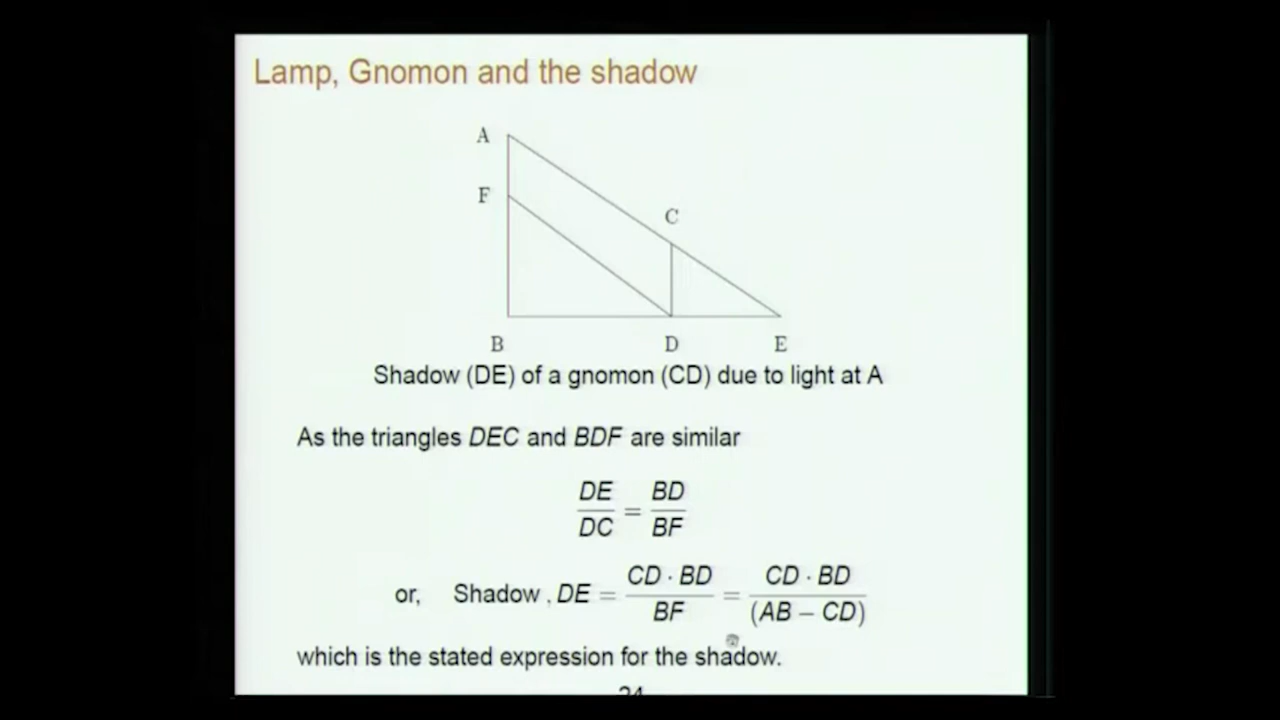 Lamp, Gnomon and the shadow
A
F
C
B D E
Shadow (DE) of a gnomon (CD) due to light at A
As the triangles DEC and BDF are similar
DE/DC = BD/BF
or, Shadow, DE = CD · BD/BF = CD · BD/(AB – CD)
which is the stated expression for the shadow.